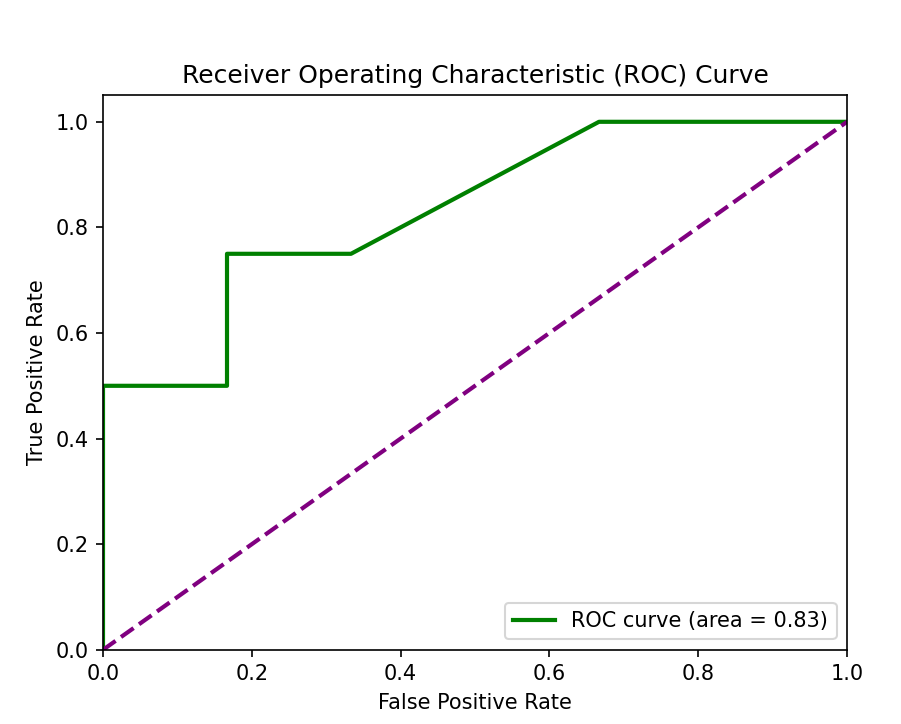 Receiver Operating Characteristic (ROC) Curve
1.0
0.8
0.6
0.4
0.2
0.0
True Positive Rate
ROC curve (area = 0.83)
0.0 0.2 0.4 0.6 0.8 1.0
False Positive Rate